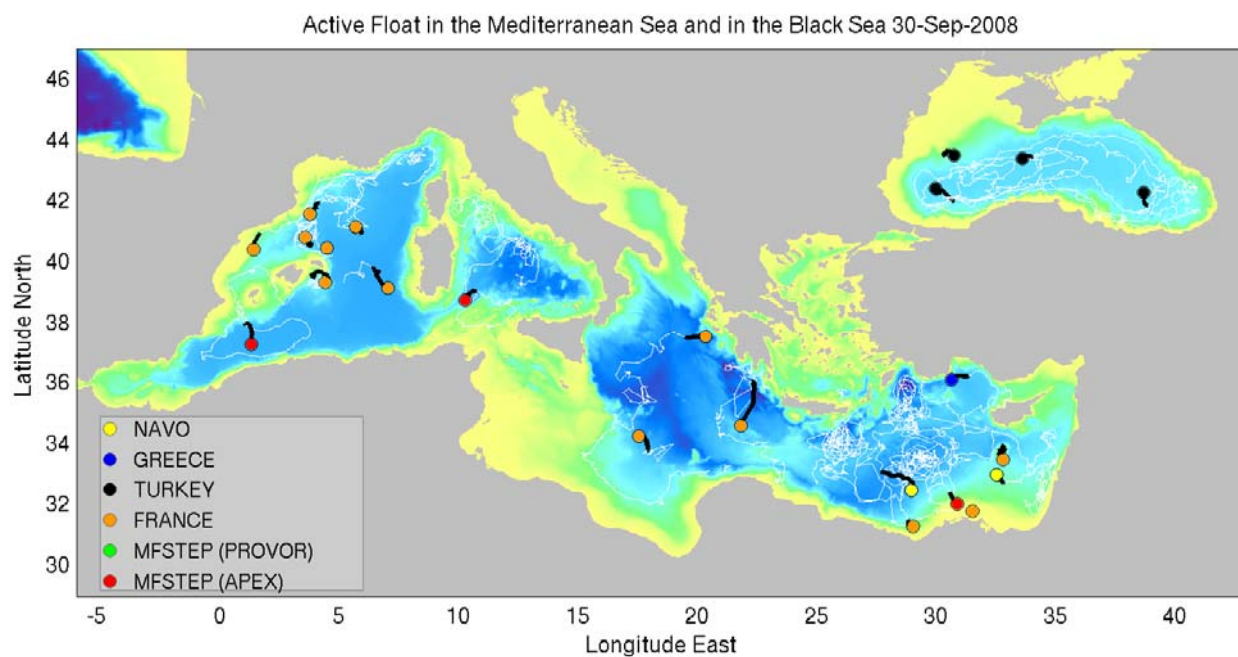 Active Float in the Mediterranean Sea and in the Black Sea 30-Sep-2008
46
44
42
40
38
36
34
32
30
Latitude North
NAVO
GREECE
TURKEY
FRANCE
MFSTEP (PROVOR)
MFSTEP (APEX)
-5 0 5 10 15 20 25 30 35 40
Longitude East